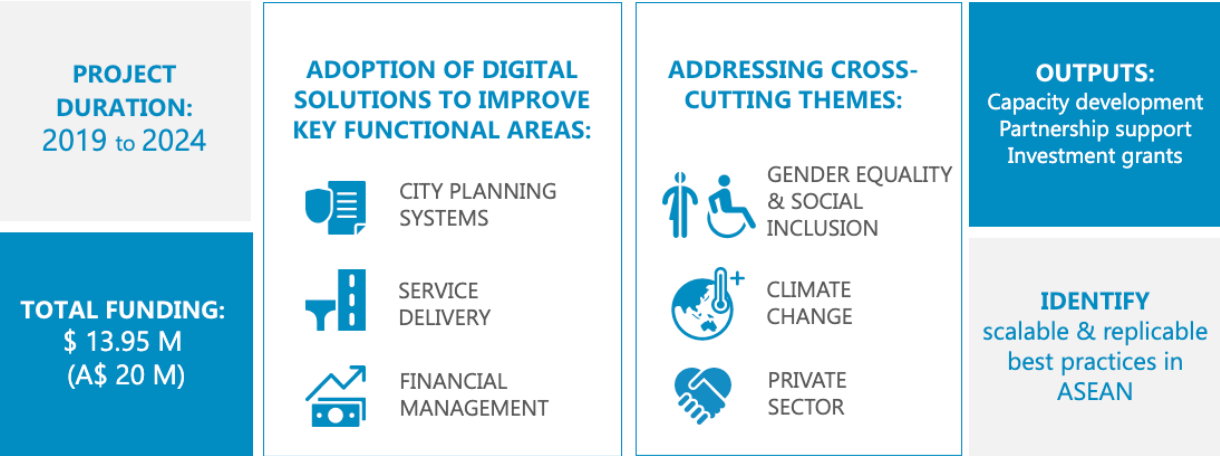 PROJECT
DURATION:
2019 to 2024
TOTAL FUNDING:
$ 13.95 M
(A$ 20 M)
ADOPTION OF DIGITAL
SOLUTIONS TO IMPROVE
KEY FUNCTIONAL AREAS:
CITY PLANNING
SYSTEMS
SERVICE
DELIVERY
FINANCIAL
MANAGEMENT
ADDRESSING CROSS-
CUTTING THEMES:
GENDER EQUALITY
& SOCIAL
INCLUSION
CLIMATE
CHANGE
PRIVATE
SECTOR
OUTPUTS:
Capacity development
Partnership support
Investment grants
IDENTIFY
scalable & replicable
best practices in
ASEAN